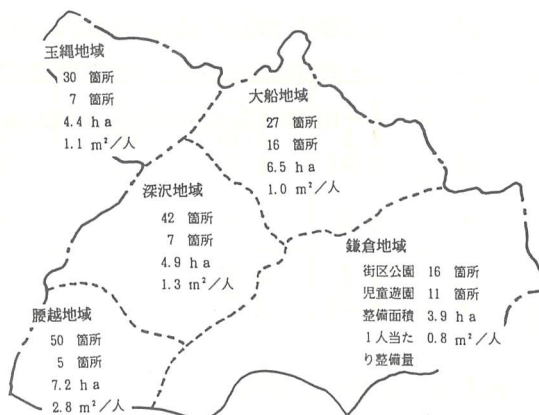 玉縄地域
30 箇所
7 箇所
4.4 ha
1.1 m²/人
大船地域
27 箇所
16 箇所
6.5 ha
1.0 m²/人
深沢地域
42 箇所
7 箇所
4.9 ha
1.3 m²/人
鎌倉地域
街区公園 16 箇所
児童遊園 11 箇所
整備面積 3.9 ha
1人当た 0.8 m²/人
り整備量
腰越地域
50 箇所
5 箇所
7.2 ha
2.8 m²/人